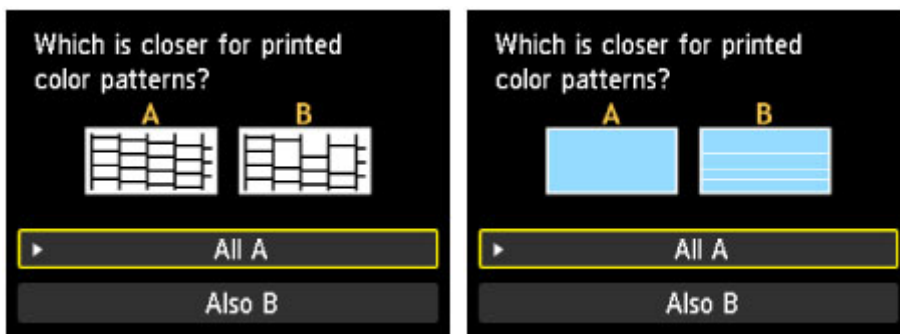 Which is closer for printed
color patterns?
A B
All A
Also B
Which is closer for printed
color patterns?
A B
All A
Also B